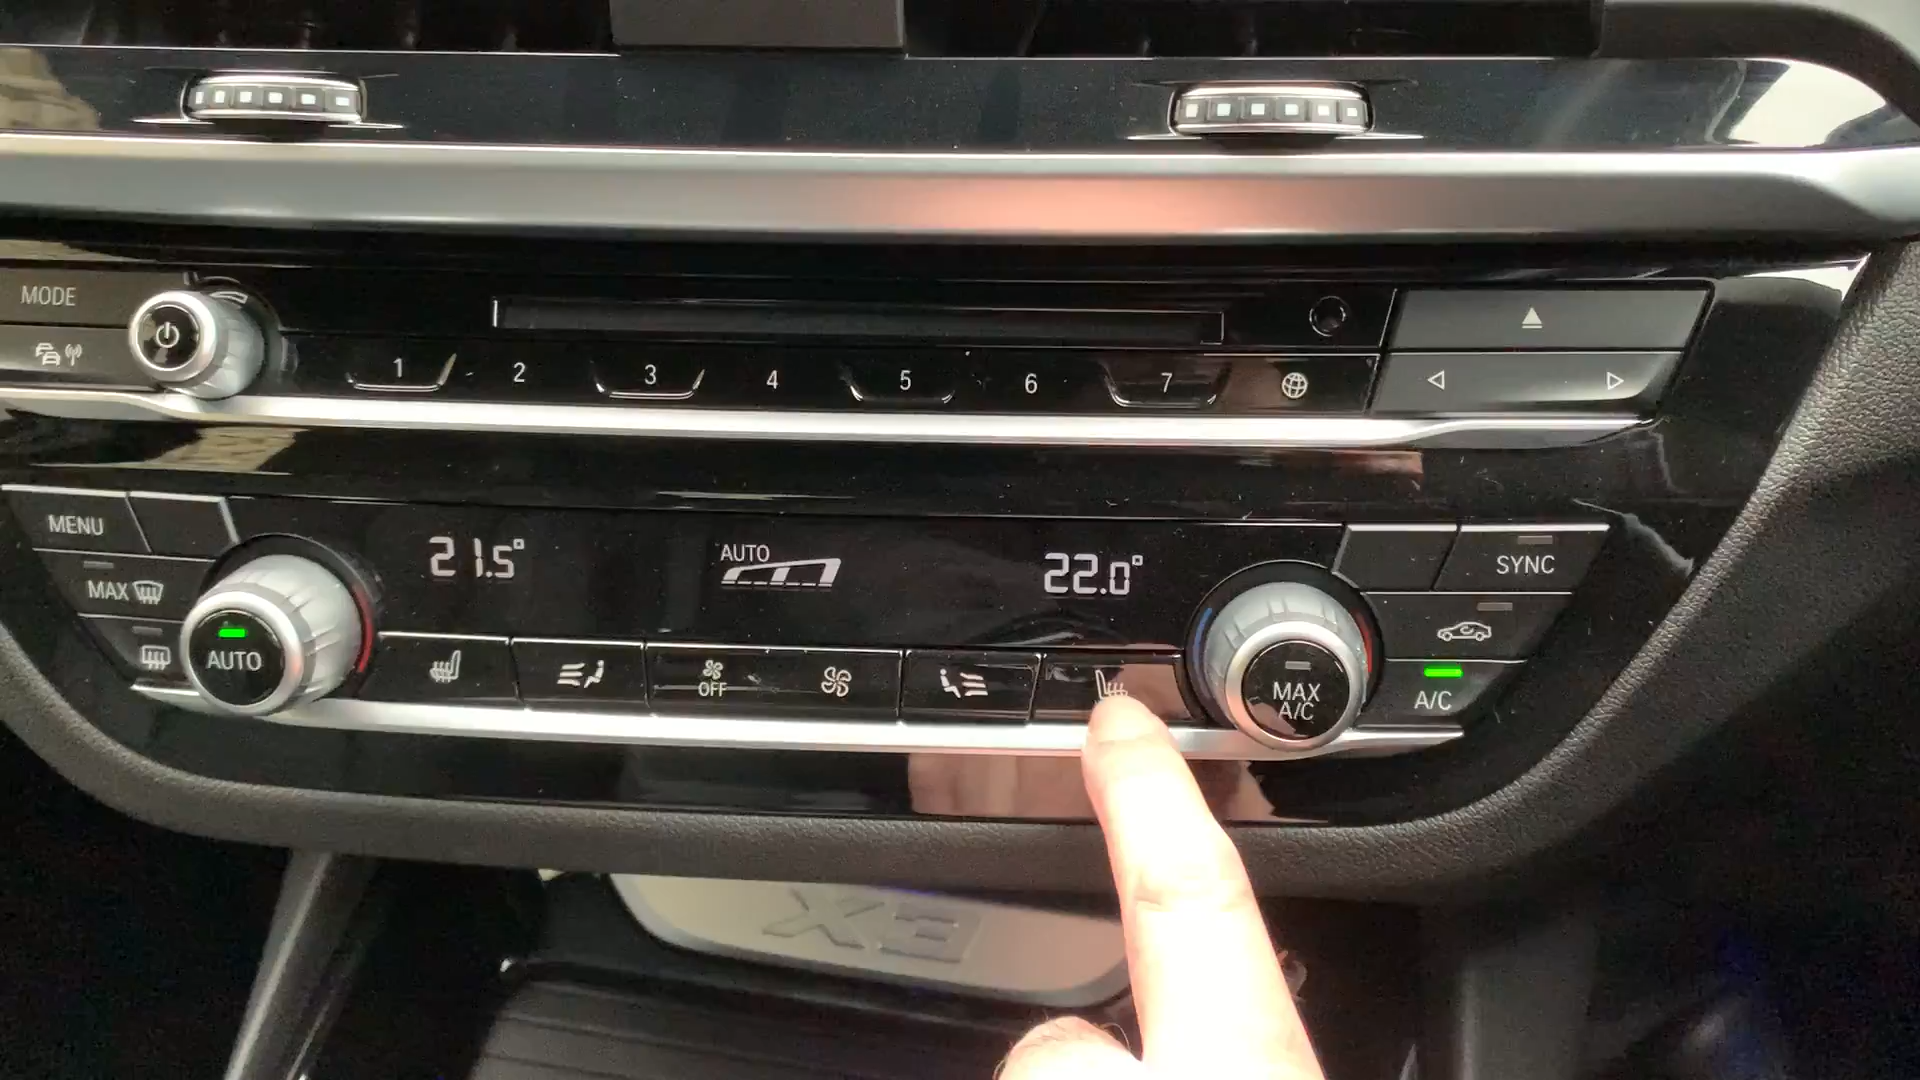 MODE
1 2 3 4 5 6 7
MENU
21.5°
AUTO
22.0°
SYNC
MAX
AUTO
OFF
MAX
A/C
A/C
X3